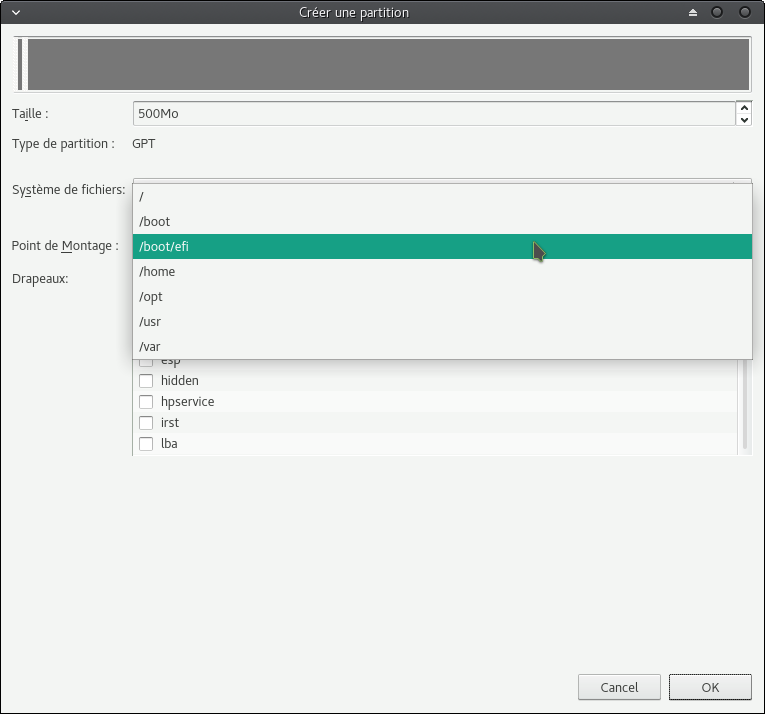 Créer une partition
Taille :
500Mo
Type de partition :
GPT
Système de fichiers:
/
/boot
Point de Montage :
/boot/efi
/home
Drapeaux:
/opt
/usr
/var
esp
hidden
hpservice
irst
lba
Cancel
OK